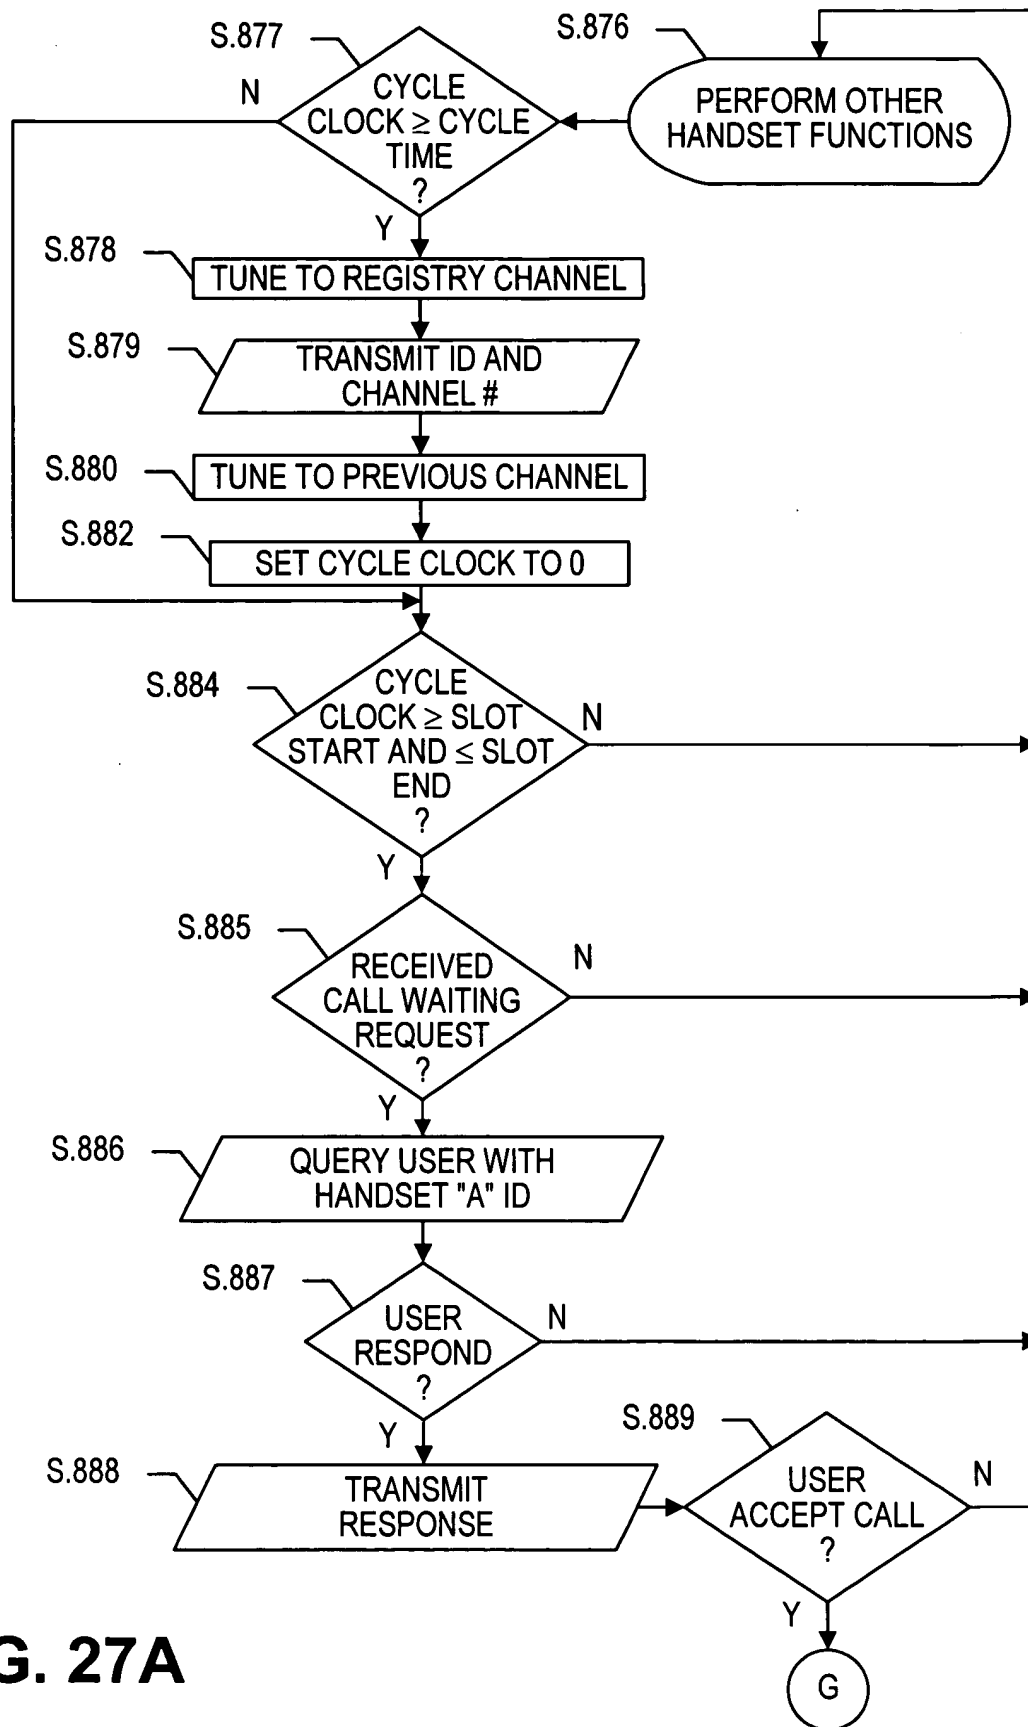 S.877
S.876
N
CYCLE
CLOCK ≥ CYCLE
TIME
?
PERFORM OTHER
HANDSET FUNCTIONS
Y
S.878
TUNE TO REGISTRY CHANNEL
S.879
TRANSMIT ID AND
CHANNEL #
S.880
TUNE TO PREVIOUS CHANNEL
S.882
SET CYCLE CLOCK TO 0
S.884
CYCLE
CLOCK ≥ SLOT
START AND ≤ SLOT
END
?
N
Y
S.885
RECEIVED
CALL WAITING
REQUEST
?
N
Y
S.886
QUERY USER WITH
HANDSET "A" ID
S.887
USER
RESPOND
?
N
Y
S.888
TRANSMIT
RESPONSE
S.889
USER
ACCEPT CALL
?
N
Y
G
G. 27A